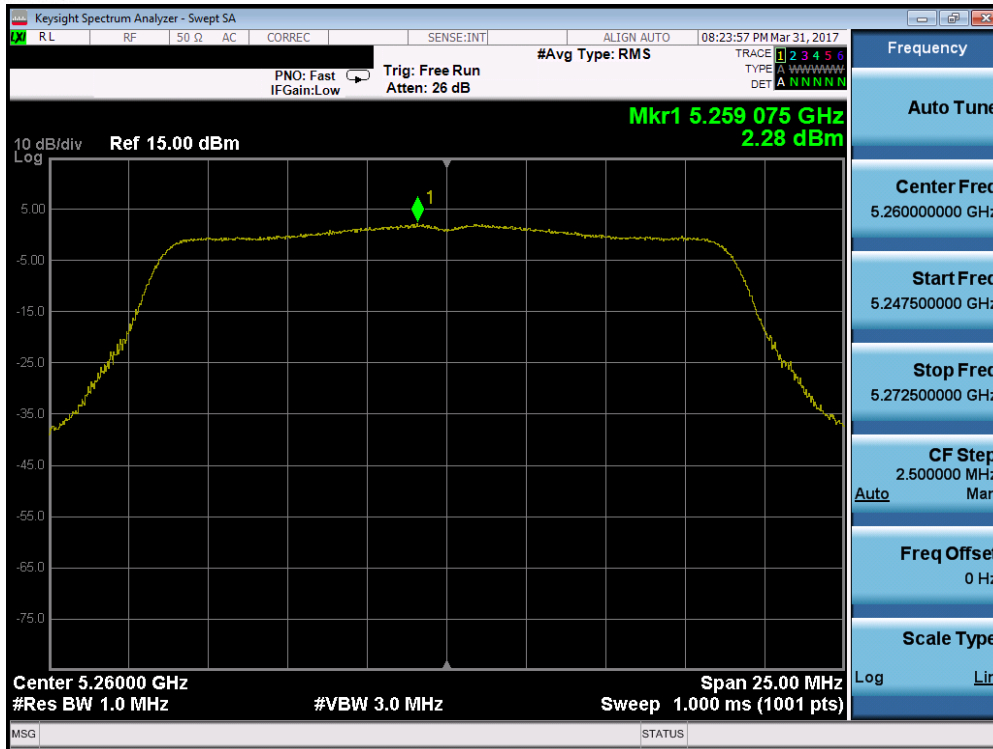 Keysight Spectrum Analyzer - Swept SA
LXI RL RF 50 Ω AC CORREC SENSE:INT ALIGN AUTO 08:23:57 PM Mar 31, 2017
#Avg Type: RMS TRACE 1 2 3 4 5 6
PNO: Fast Trig: Free Run TYPE A WWWWW
IFGain:Low Atten: 26 dB DET A N N N N N
Mkr1 5.259 075 GHz
2.28 dBm
10 dB/div Ref 15.00 dBm
Log
1
5.00
-5.00
-15.0
-25.0
-35.0
-45.0
-55.0
-65.0
-75.0
Center 5.26000 GHz Span 25.00 MHz
#Res BW 1.0 MHz #VBW 3.0 MHz Sweep 1.000 ms (1001 pts)
MSG STATUS
Frequency
Auto Tune
Center Freq
5.260000000 GHz
Start Freq
5.247500000 GHz
Stop Freq
5.272500000 GHz
CF Step
2.500000 MHz
Auto Man
Freq Offset
0 Hz
Scale Type
Log Lin